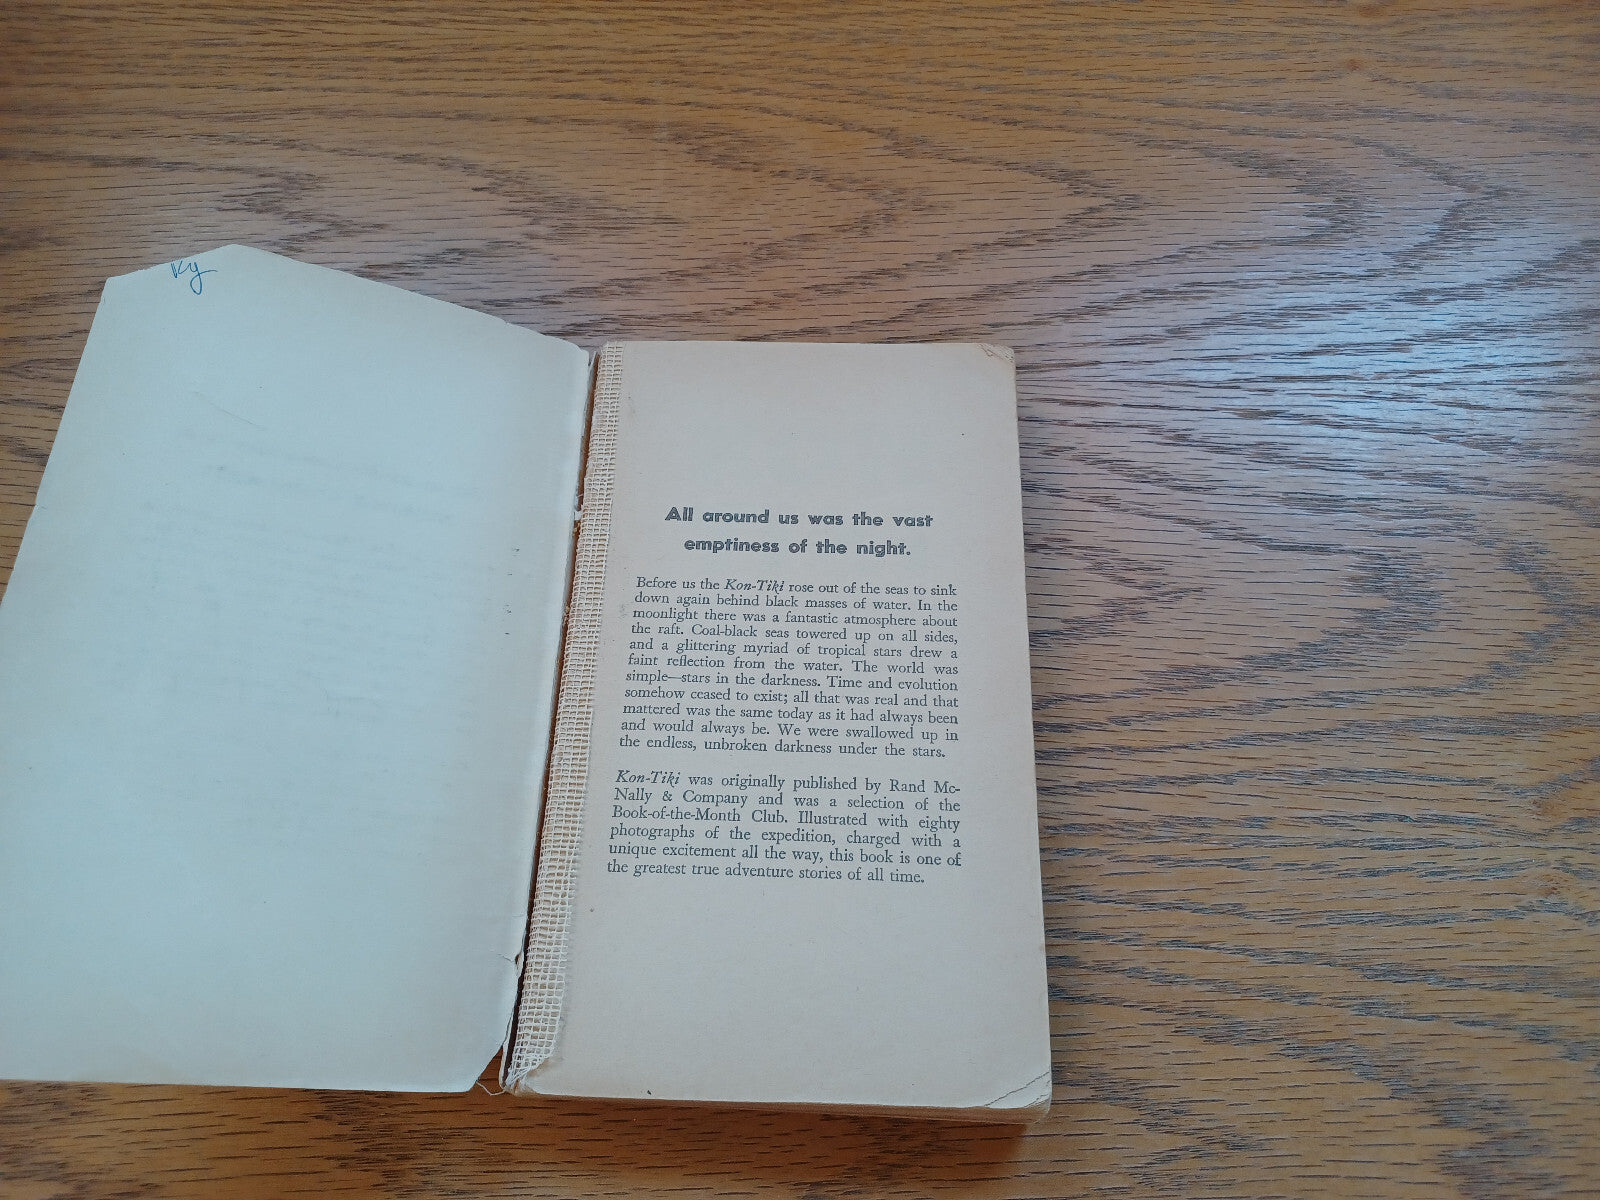 Ky
All around us was the vast
emptiness of the night.
Before us the Kon-Tiki rose out of the seas to sink
down again behind black masses of water. In the
moonlight there was a fantastic atmosphere about
the raft. Coal-black seas towered up on all sides,
and a glittering myriad of tropical stars drew a
faint reflection from the water. The world was
simple—stars in the darkness. Time and evolution
somehow ceased to exist; all that was real and that
mattered was the same today as it had always been
and would always be. We were swallowed up in
the endless, unbroken darkness under the stars.
Kon-Tiki was originally published by Rand Mc-
Nally & Company and was a selection of the
Book-of-the-Month Club. Illustrated with eighty
photographs of the expedition, charged with a
unique excitement all the way, this book is one of
the greatest true adventure stories of all time.